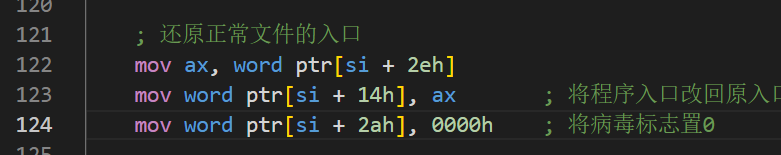 120
121 ; 还原正常文件的入口
122 mov ax, word ptr[si + 2eh]
123 mov word ptr[si + 14h], ax ; 将程序入口改回原入口
124 mov word ptr[si + 2ah], 0000h ; 将病毒标志置0
125